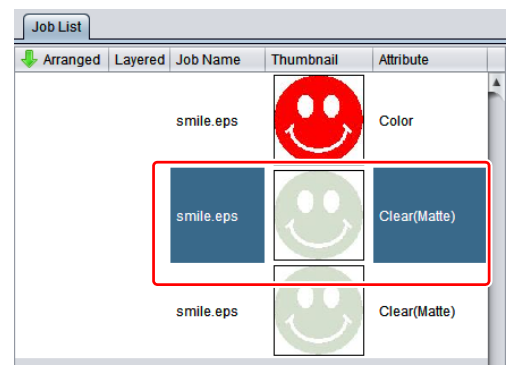 Job List
Arranged Layered Job Name Thumbnail Attribute
smile.eps Color
smile.eps Clear(Matte)
smile.eps Clear(Matte)